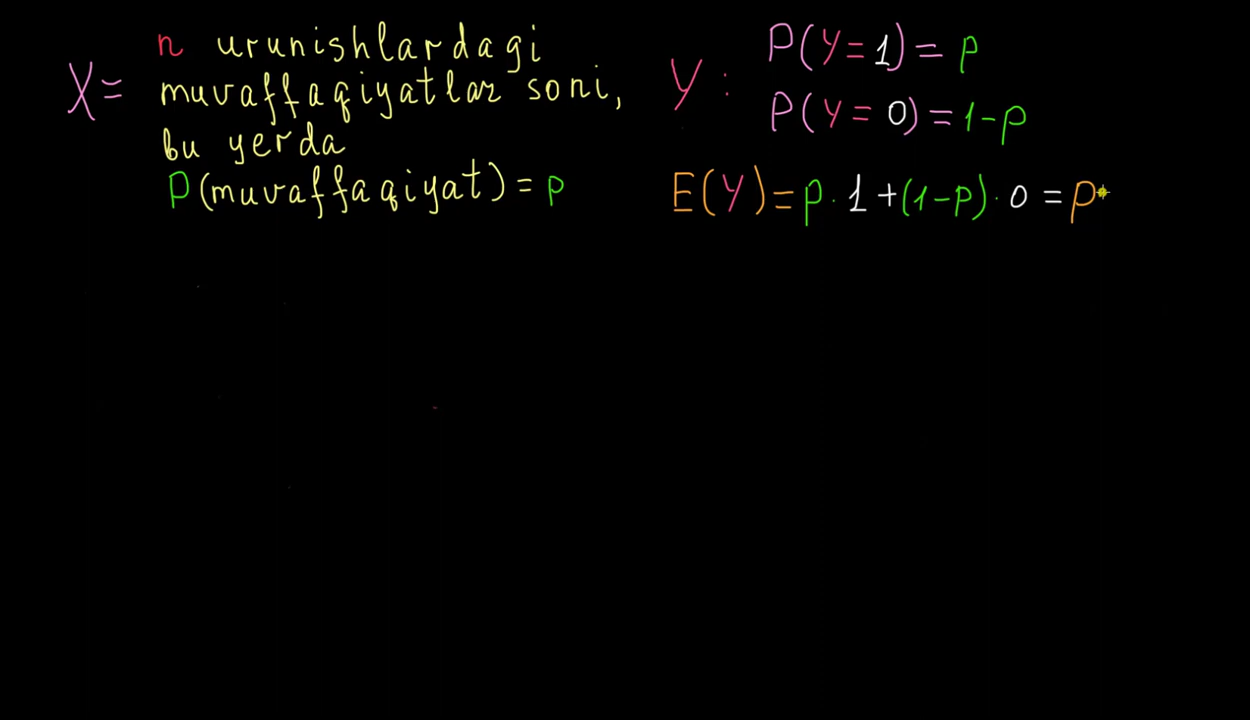 X = n urunishlardagi
muvaffaqiyatlar soni,
bu yerda
P(muvaffaqiyat) = p
Y :
P(Y = 1) = p
P(Y = 0) = 1 - p
E(Y) = p · 1 + (1 - p) · 0 = p